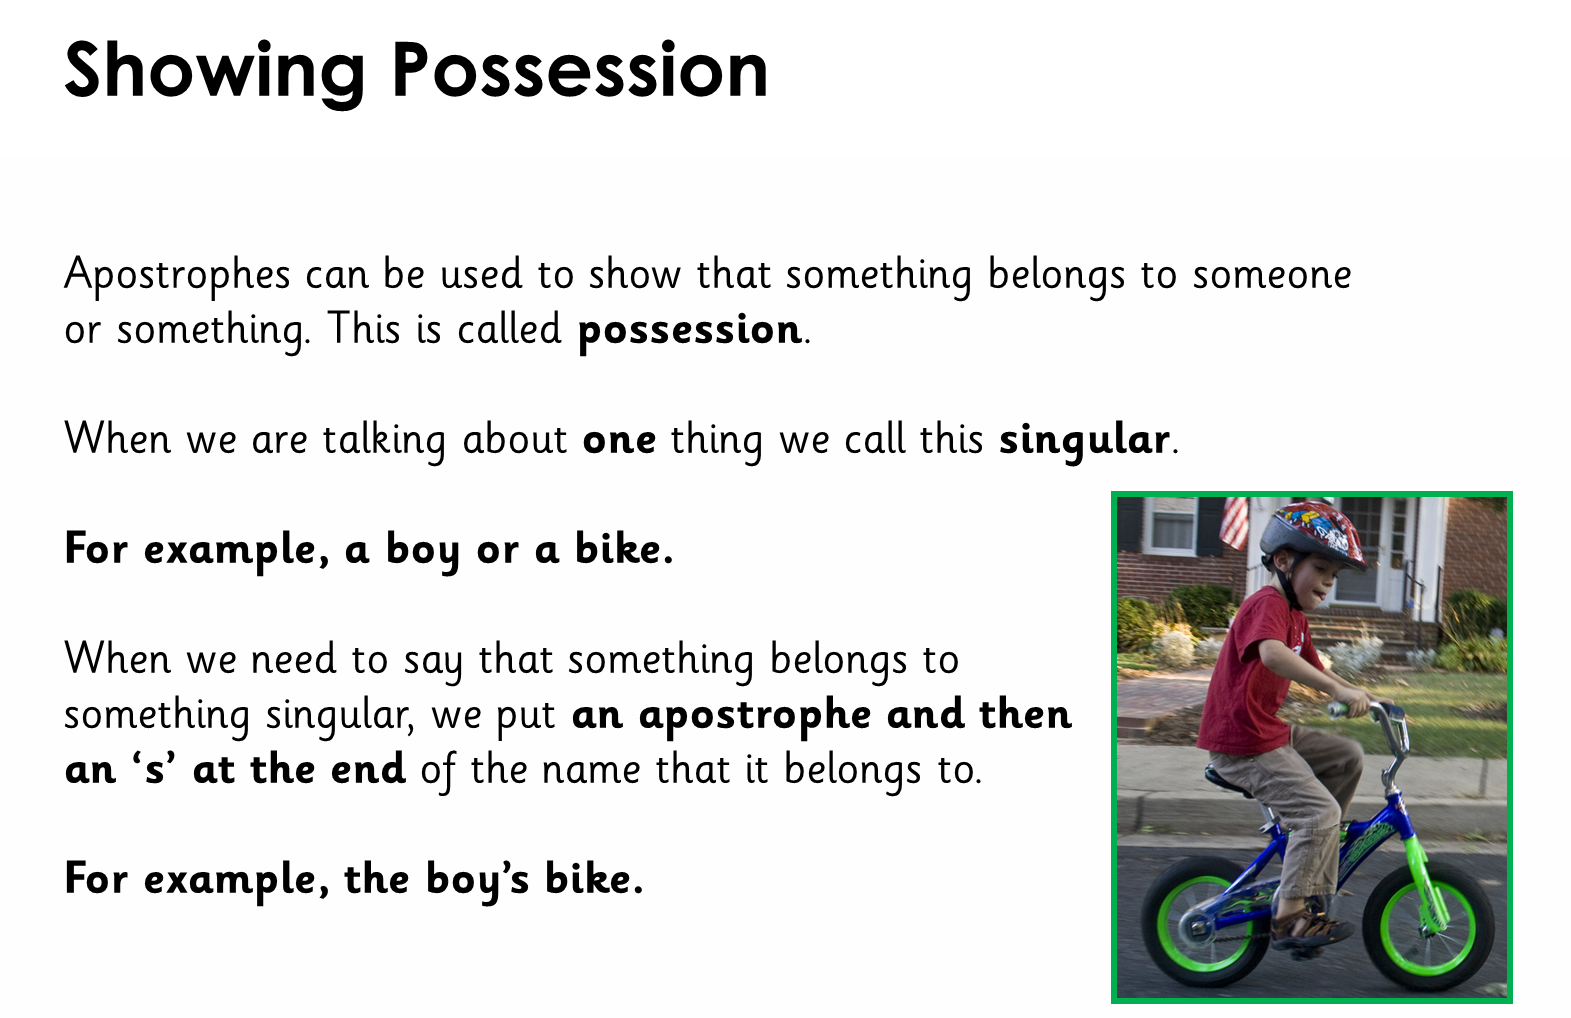 Showing Possession
Apostrophes can be used to show that something belongs to someone
or something. This is called possession.
When we are talking about one thing we call this singular.
For example, a boy or a bike.
When we need to say that something belongs to
something singular, we put an apostrophe and then
an ‘s’ at the end of the name that it belongs to.
For example, the boy’s bike.